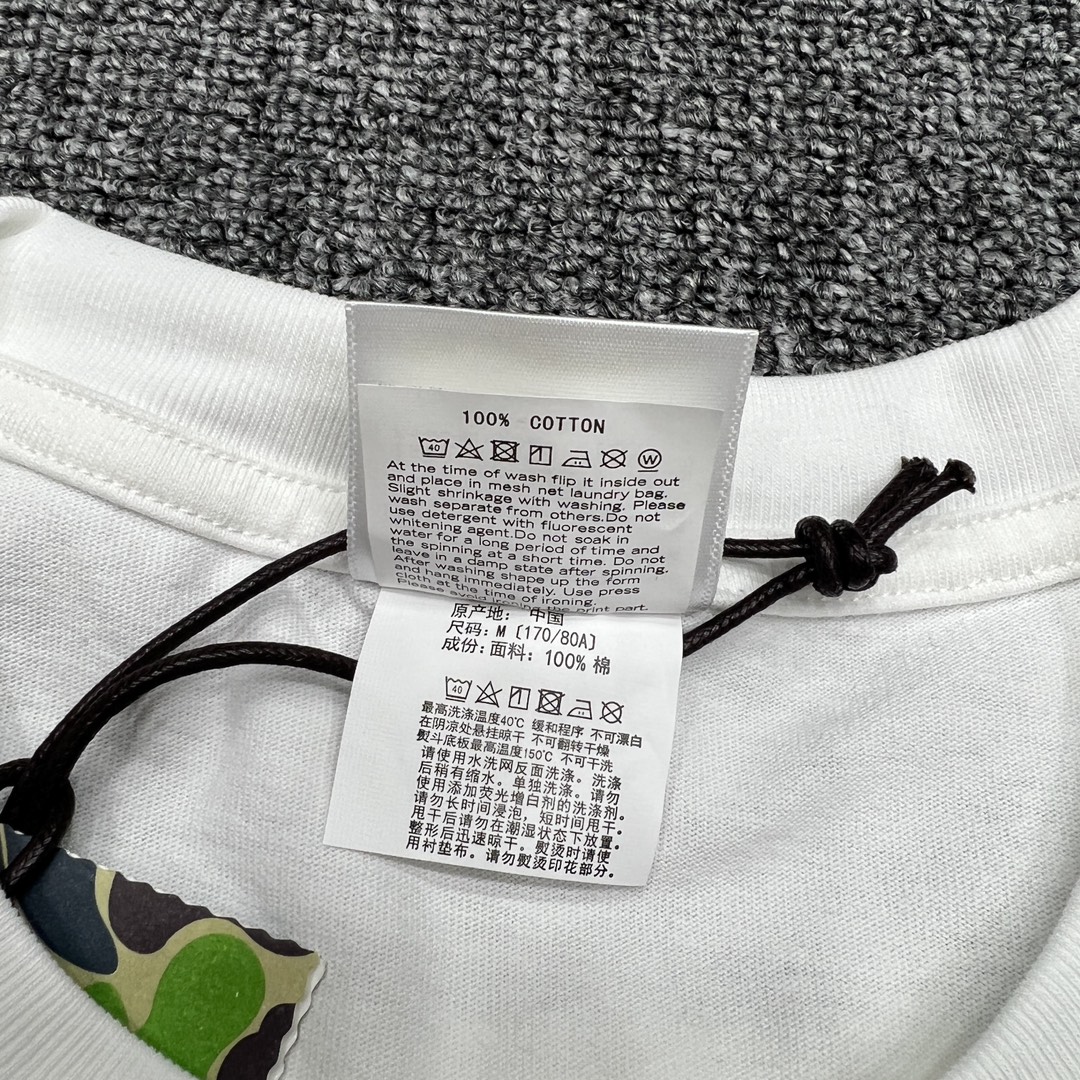 100% COTTON
40 W
At the time of wash flip it inside out
and place in mesh net laundry bag.
Slight shrinkage with washing. Please
wash separate from others.Do not
use detergent with fluorescent
whitening agent.Do not soak in
water for a long period of time and
the spinning at a short time. Do not
leave in a damp state after spinning.
After washing shape up the form
and hang immediately. Use press
cloth at the time of ironing.
Please avoid ironing the print part.
原产地: 中国
尺码: M [170/80A]
成份: 面料: 100% 棉
40
最高洗涤温度40℃ 缓和程序 不可漂白
在阴凉处悬挂晾干 不可翻转干燥
熨斗底板最高温度150℃ 不可干洗
请使用水洗网反面洗涤。洗涤
后稍有缩水。单独洗涤。请勿
使用添加荧光增白剂的洗涤剂。
请勿长时间浸泡, 短时间甩干。
甩干后请勿在潮湿状态下放置。
整形后迅速晾干。熨烫时请使
用衬垫布。请勿熨烫印花部分。